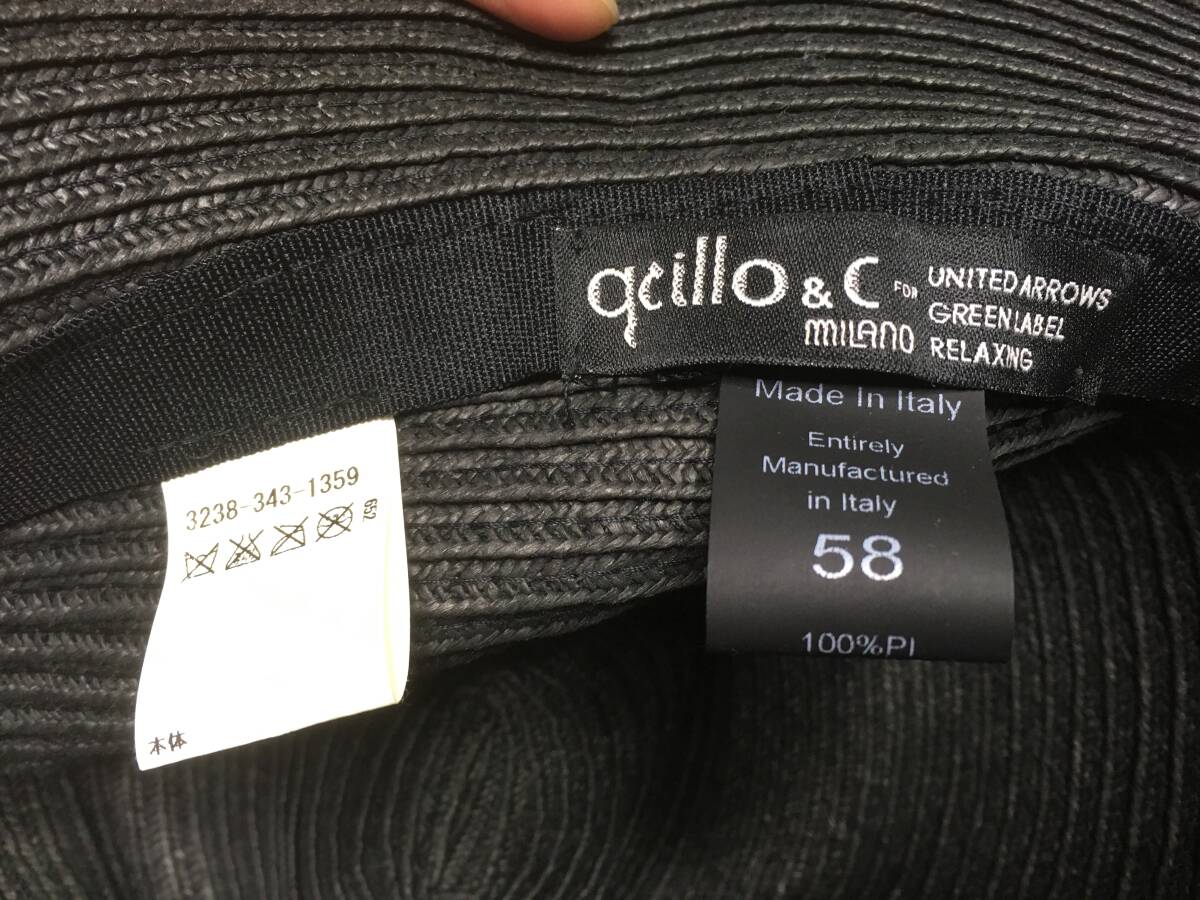 grillo & C
MILANO
FOR
UNITED ARROWS
GREEN LABEL
RELAXING
Made In Italy
Entirely
Manufactured
in Italy
58
100%PI
3238-343-1359
本体